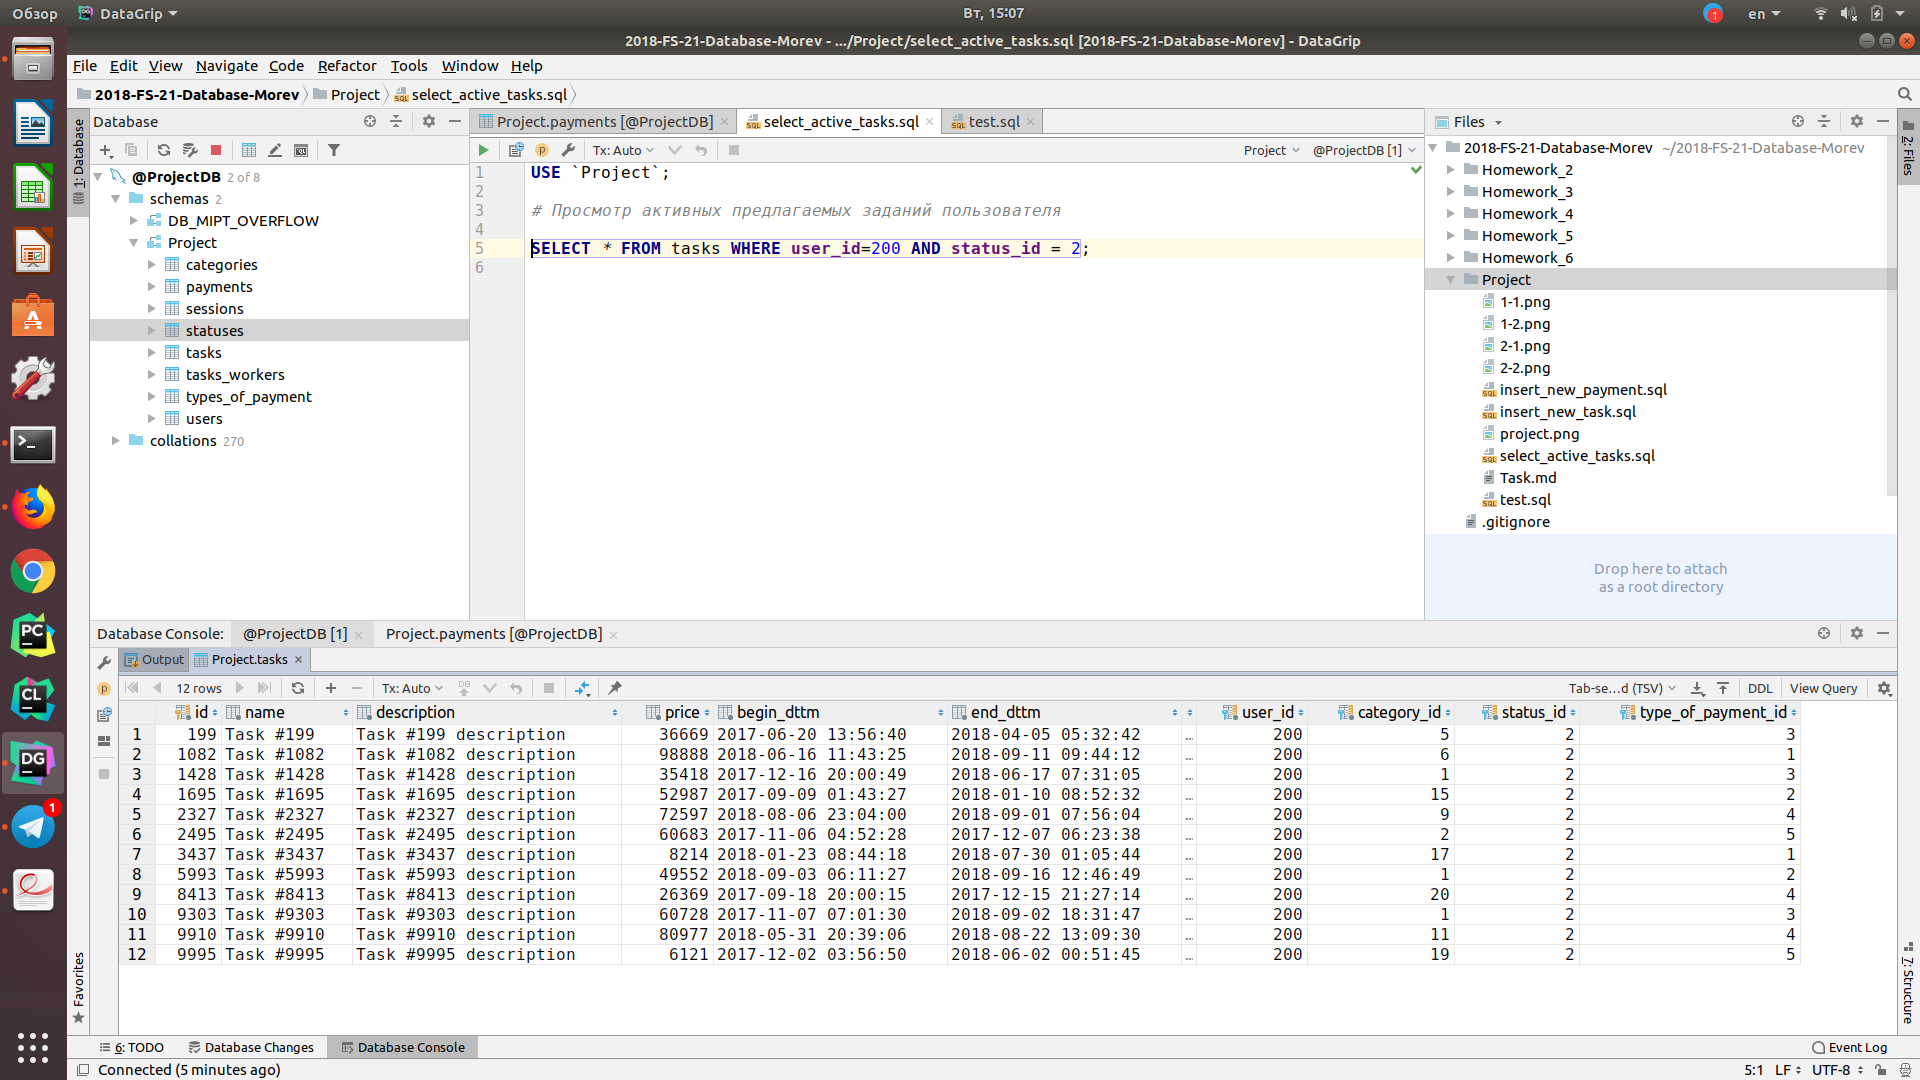 Обзор DataGrip Вт, 15:07 1 en
2018-FS-21-Database-Morev - .../Project/select_active_tasks.sql [2018-FS-21-Database-Morev] - DataGrip
File Edit View Navigate Code Refactor Tools Window Help
2018-FS-21-Database-Morev Project select_active_tasks.sql
1: Database
Database
@ProjectDB 2 of 8
schemas 2
DB_MIPT_OVERFLOW
Project
categories
payments
sessions
statuses
tasks
tasks_workers
types_of_payment
users
collations 270
Project.payments [@ProjectDB] select_active_tasks.sql test.sql
Tx: Auto Project @ProjectDB [1]
1 USE `Project`;
2
3 # Просмотр активных предлагаемых заданий пользователя
4
5 SELECT * FROM tasks WHERE user_id=200 AND status_id = 2;
6
Files
2018-FS-21-Database-Morev ~/2018-FS-21-Database-Morev
Homework_2
Homework_3
Homework_4
Homework_5
Homework_6
Project
1-1.png
1-2.png
2-1.png
2-2.png
insert_new_payment.sql
insert_new_task.sql
project.png
select_active_tasks.sql
Task.md
test.sql
.gitignore
Drop here to attach
as a root directory
2: Files
Database Console: @ProjectDB [1] Project.payments [@ProjectDB]
Output Project.tasks
12 rows Tx: Auto DB Tab-se...d (TSV) DDL View Query
id name description price begin_dttm end_dttm user_id category_id status_id type_of_payment_id
1 199 Task #199 Task #199 description 36669 2017-06-20 13:56:40 2018-04-05 05:32:42 … 200 5 2 3
2 1082 Task #1082 Task #1082 description 98888 2018-06-16 11:43:25 2018-09-11 09:44:12 … 200 6 2 1
3 1428 Task #1428 Task #1428 description 35418 2017-12-16 20:00:49 2018-06-17 07:31:05 … 200 1 2 3
4 1695 Task #1695 Task #1695 description 52987 2017-09-09 01:43:27 2018-01-10 08:52:32 … 200 15 2 2
5 2327 Task #2327 Task #2327 description 72597 2018-08-06 23:04:00 2018-09-01 07:56:04 … 200 9 2 4
6 2495 Task #2495 Task #2495 description 60683 2017-11-06 04:52:28 2017-12-07 06:23:38 … 200 2 2 5
7 3437 Task #3437 Task #3437 description 8214 2018-01-23 08:44:18 2018-07-30 01:05:44 … 200 17 2 1
8 5993 Task #5993 Task #5993 description 49552 2018-09-03 06:11:27 2018-09-16 12:46:49 … 200 1 2 2
9 8413 Task #8413 Task #8413 description 26369 2017-09-18 20:00:15 2017-12-15 21:27:14 … 200 20 2 4
10 9303 Task #9303 Task #9303 description 60728 2017-11-07 07:01:30 2018-09-02 18:31:47 … 200 1 2 3
11 9910 Task #9910 Task #9910 description 80977 2018-05-31 20:39:06 2018-08-22 13:09:30 … 200 11 2 4
12 9995 Task #9995 Task #9995 description 6121 2017-12-02 03:56:50 2018-06-02 00:51:45 … 200 19 2 5
PC
CL
DG
1
Favorites
7: Structure
6: TODO Database Changes Database Console Event Log
Connected (5 minutes ago) 5:1 LF UTF-8